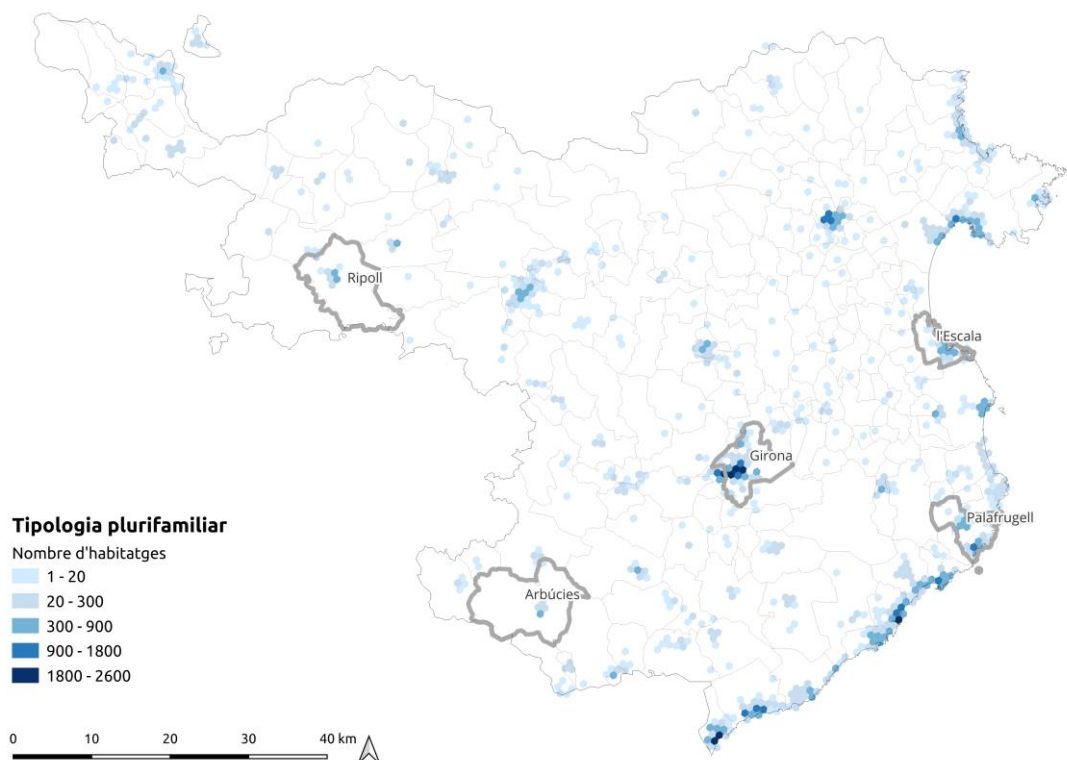 Ripoll
l'Escala
Girona
Palafrugell
Arbúcies
Tipologia plurifamiliar
Nombre d'habitatges
1 - 20
20 - 300
300 - 900
900 - 1800
1800 - 2600
0 10 20 30 40 km